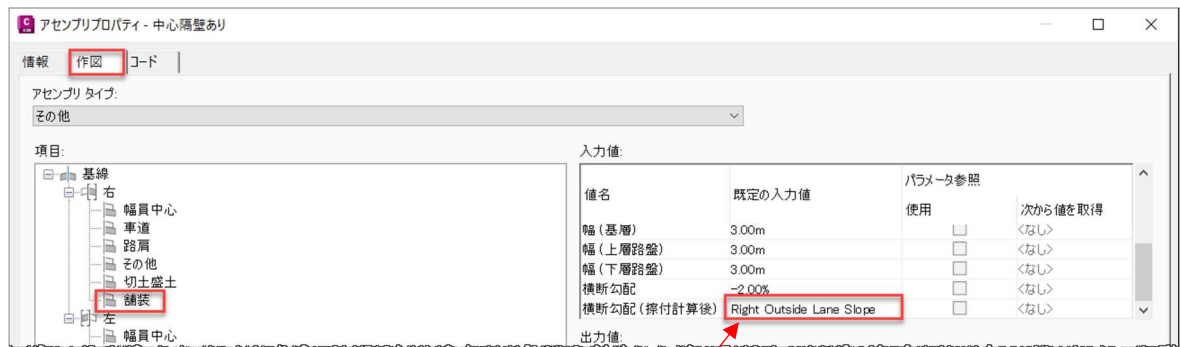 アセンブリプロパティ - 中心隔壁あり
情報 作図 コード
アセンブリ タイプ:
その他
項目:
基線
右
幅員中心
車道
路肩
その他
切土盛土
舗装
左
幅員中心
入力値:
値名 既定の入力値 パラメータ参照
使用 次から値を取得
幅(基層) 3.00m <なし>
幅(上層路盤) 3.00m <なし>
幅(下層路盤) 3.00m <なし>
横断勾配 -2.00% <なし>
横断勾配(擦付計算後) Right Outside Lane Slope <なし>
出力値: